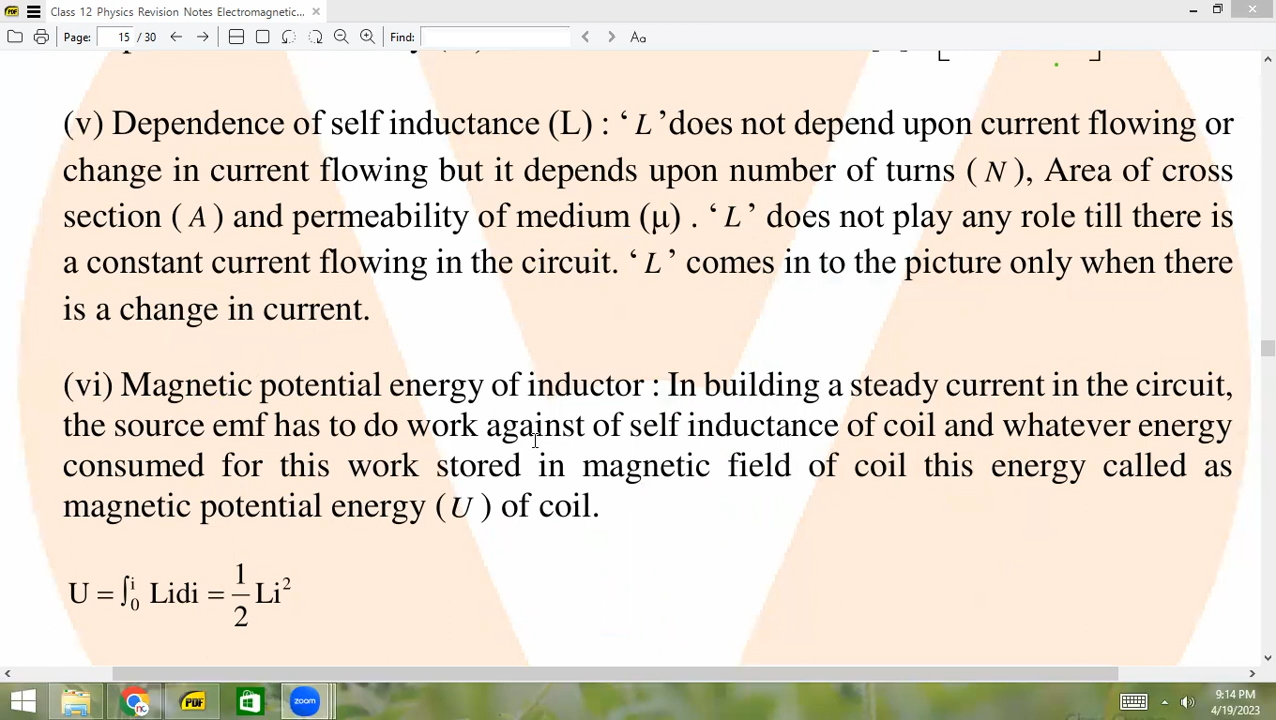 Class 12 Physics Revision Notes Electromagnetic... ×
Page: 15 / 30 Find: Aa
(v) Dependence of self inductance (L) : ‘ L ’does not depend upon current flowing or
change in current flowing but it depends upon number of turns ( N ), Area of cross
section ( A ) and permeability of medium (μ) . ‘ L ’ does not play any role till there is
a constant current flowing in the circuit. ‘ L ’ comes in to the picture only when there
is a change in current.
(vi) Magnetic potential energy of inductor : In building a steady current in the circuit,
the source emf has to do work against of self inductance of coil and whatever energy
consumed for this work stored in magnetic field of coil this energy called as
magnetic potential energy ( U ) of coil.
U = ∫₀ⁱ Lidi = 1/2 Li²
PDF zoom 9:14 PM
4/19/2023